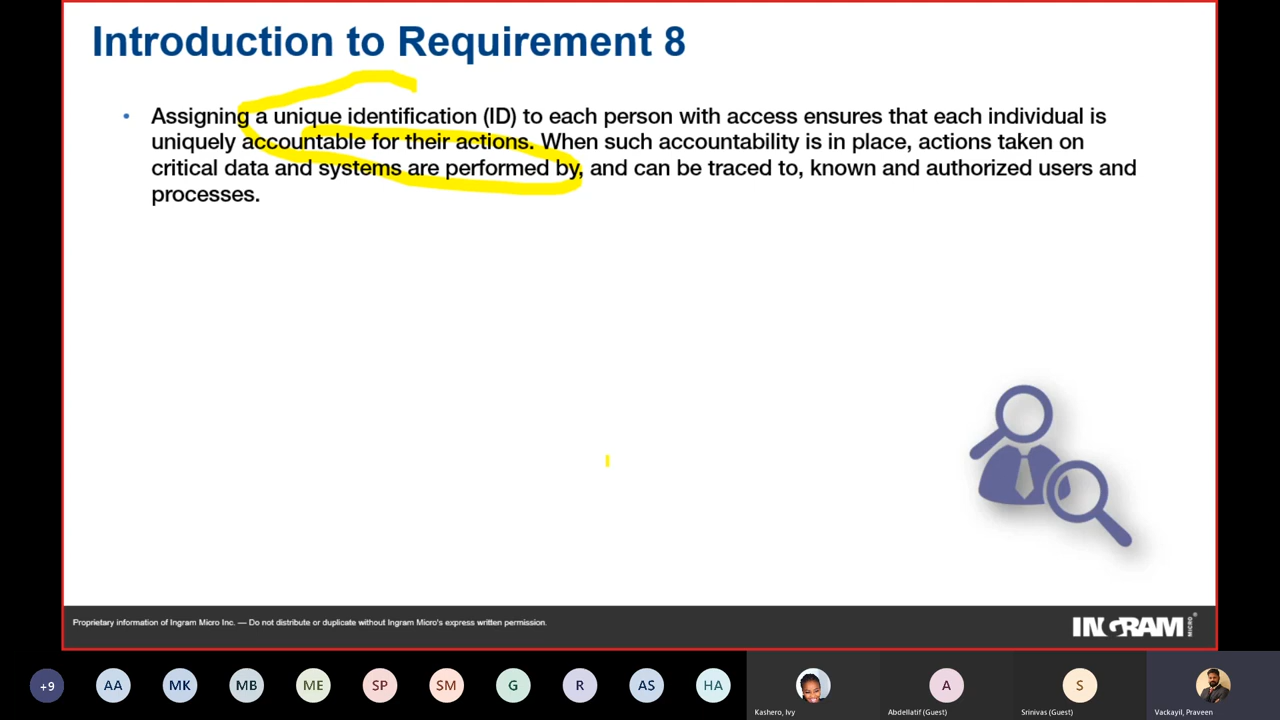 Introduction to Requirement 8
• Assigning a unique identification (ID) to each person with access ensures that each individual is
uniquely accountable for their actions. When such accountability is in place, actions taken on
critical data and systems are performed by, and can be traced to, known and authorized users and
processes.
Proprietary information of Ingram Micro Inc. — Do not distribute or duplicate without Ingram Micro's express written permission.
INGRAM MICRO®
+9 AA MK MB ME SP SM G R AS HA A S
Kashero, Ivy Abdellatif (Guest) Srinivas (Guest) Vackayil, Praveen